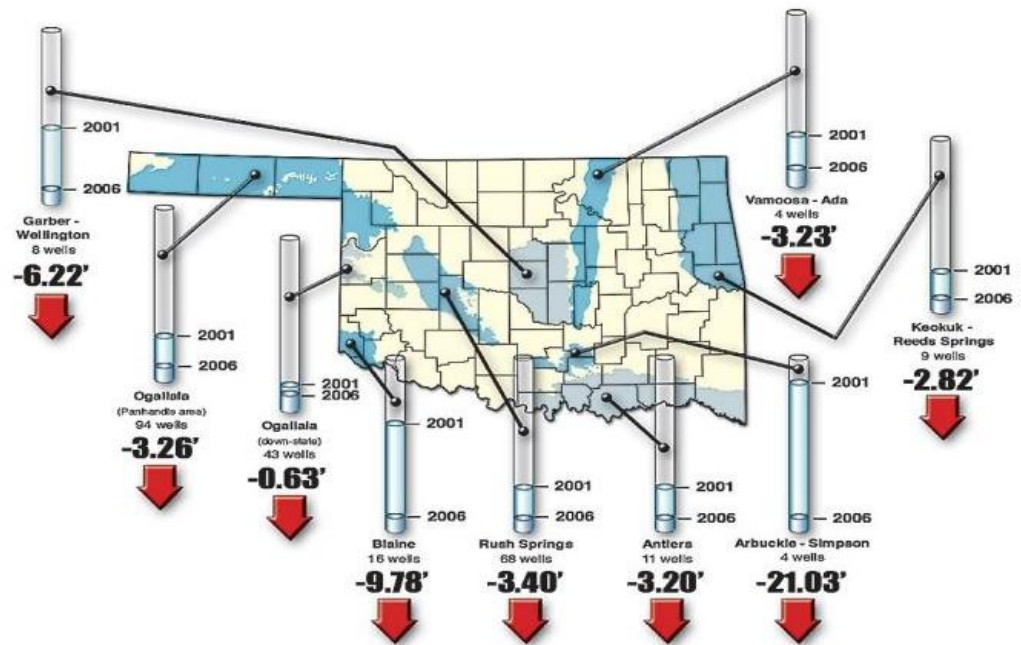 2001
2006
Garber -
Wellington
8 wells
-6.22'
2001
2006
Ogallala
(Panhandle area)
94 wells
-3.26'
2001
2006
Ogallala
(down-state)
43 wells
-0.63'
2001
2006
Blaine
16 wells
-9.78'
2001
2006
Rush Springs
68 wells
-3.40'
2001
2006
Antlers
11 wells
-3.20'
2001
2006
Arbuckle - Simpson
4 wells
-21.03'
2001
2006
Vamoosa - Ada
4 wells
-3.23'
2001
2006
Keokuk -
Reeds Springs
9 wells
-2.82'